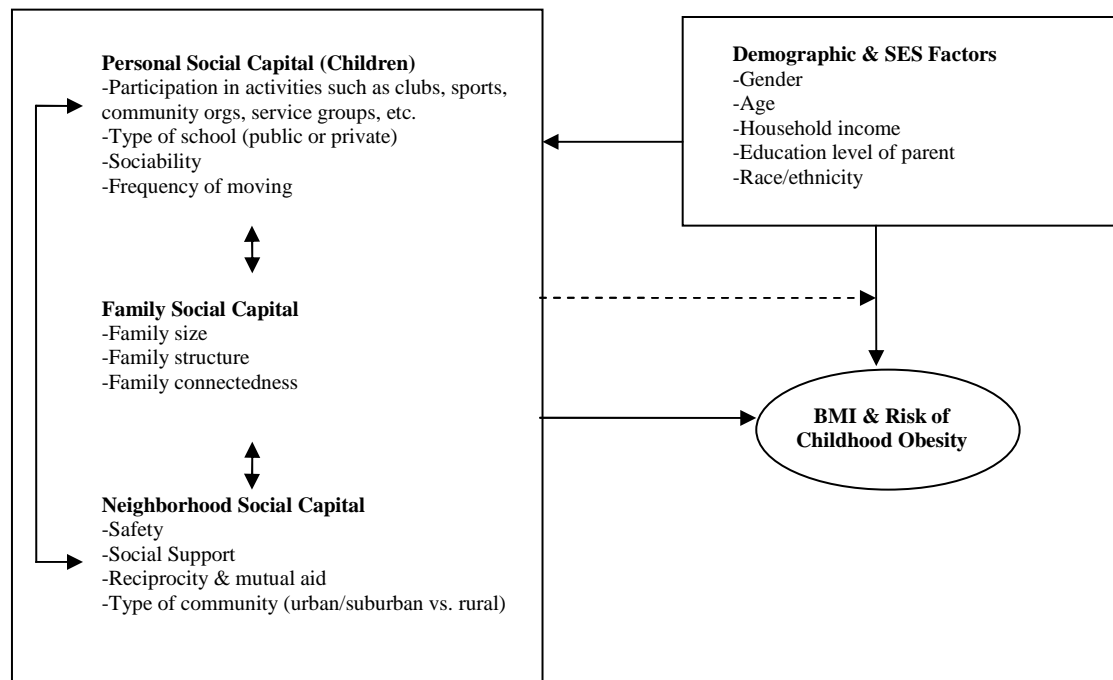 Personal Social Capital (Children)
-Participation in activities such as clubs, sports,
community orgs, service groups, etc.
-Type of school (public or private)
-Sociability
-Frequency of moving
Family Social Capital
-Family size
-Family structure
-Family connectedness
Neighborhood Social Capital
-Safety
-Social Support
-Reciprocity & mutual aid
-Type of community (urban/suburban vs. rural)
Demographic & SES Factors
-Gender
-Age
-Household income
-Education level of parent
-Race/ethnicity
BMI & Risk of
Childhood Obesity